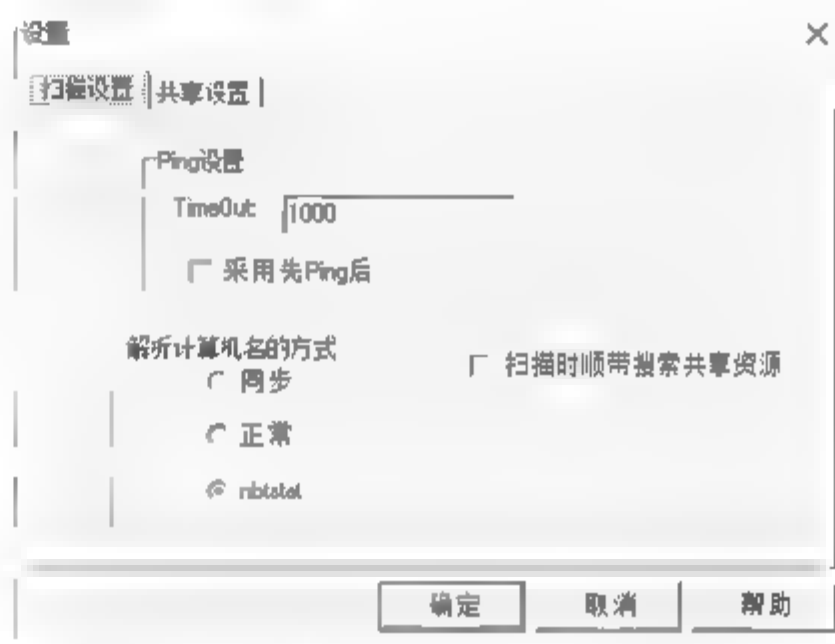 设置
扫描设置 共享设置
Ping设置
TimeOut: 1000
采用先Ping后
解析计算机名的方式
同步
扫描时顺带搜索共享资源
正常
nbtstat
确定 取消 帮助